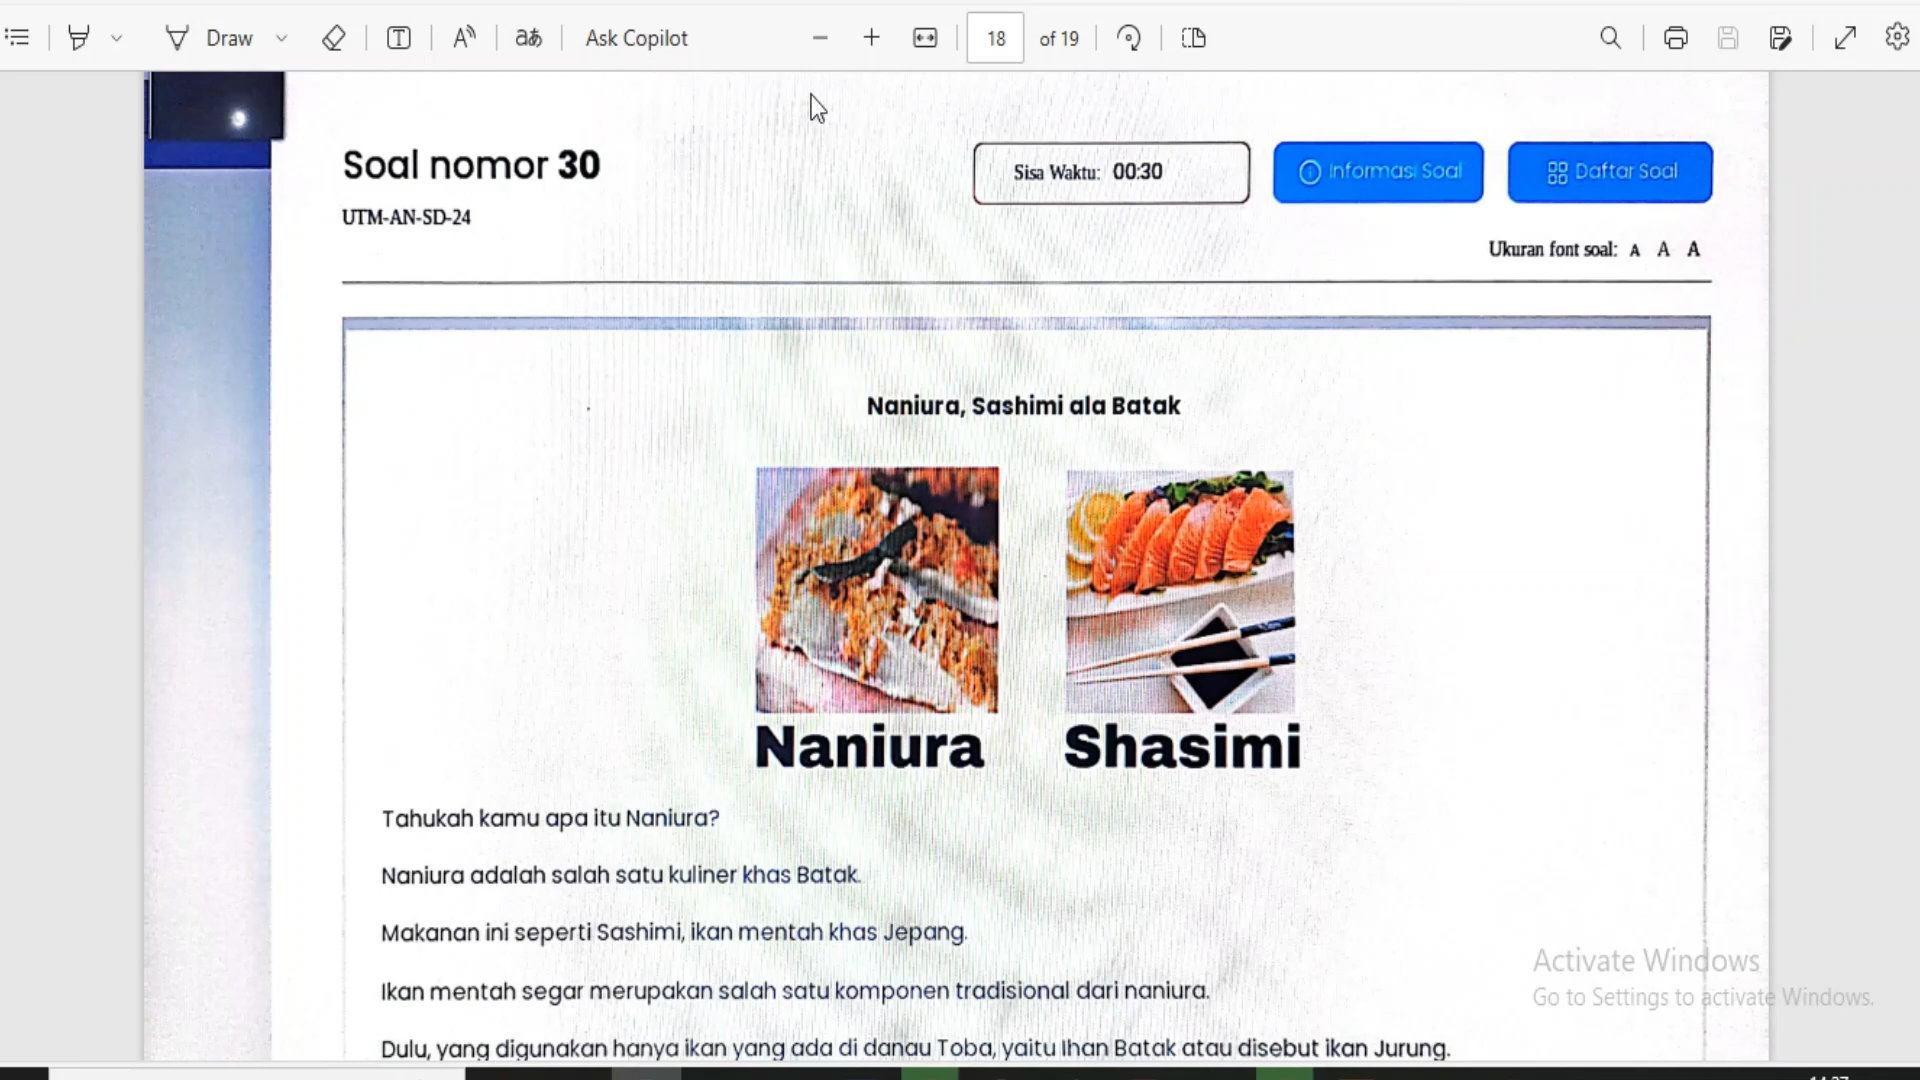 Draw
Ask Copilot
18 of 19
Soal nomor 30
Sisa Waktu: 00:30
Informasi Soal
Daftar Soal
UTM-AN-SD-24
Ukuran font soal: A A A
Naniura, Sashimi ala Batak
Naniura
Shasimi
Tahukah kamu apa itu Naniura?
Naniura adalah salah satu kuliner khas Batak.
Makanan ini seperti Sashimi, ikan mentah khas Jepang.
Ikan mentah segar merupakan salah satu komponen tradisional dari naniura.
Dulu, yang digunakan hanya ikan yang ada di danau Toba, yaitu Ihan Batak atau disebut ikan Jurung.
Activate Windows
Go to Settings to activate Windows.